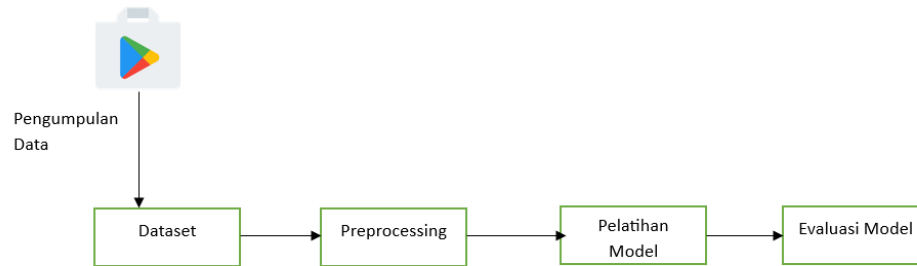 Pengumpulan
Data
Dataset
Preprocessing
Pelatihan
Model
Evaluasi Model